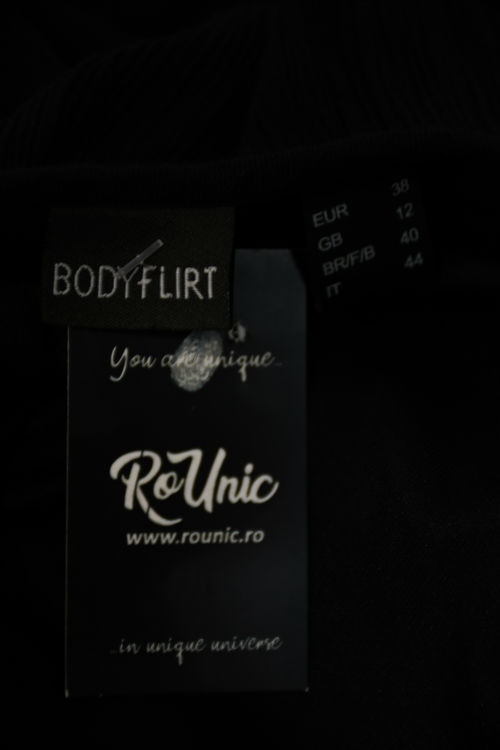 BODYFLIRT
EUR 38
GB 12
BR/F/B 40
IT 44
You are unique...
RoUnic
www.rounic.ro
...in unique universe